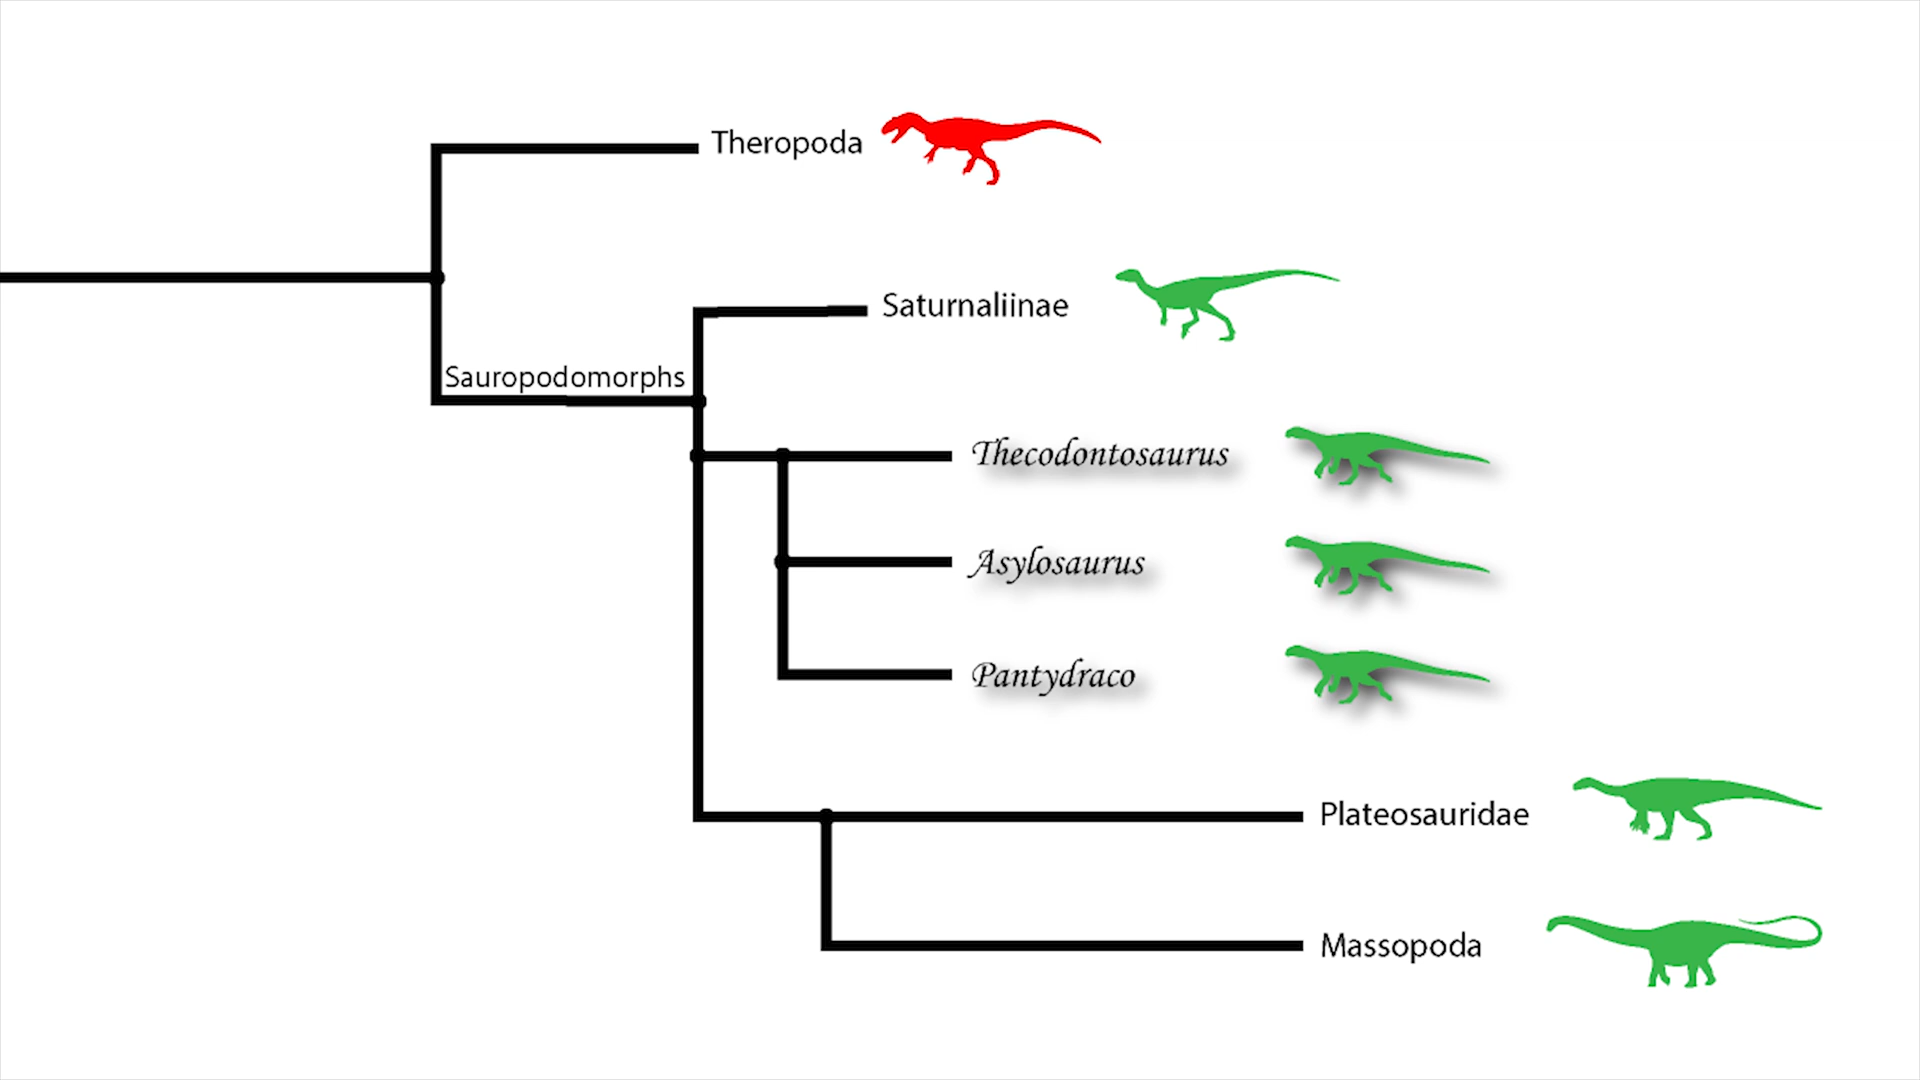 Theropoda
Saturnaliinae
Sauropodomorphs
Thecodontosaurus
Asylosaurus
Pantydraco
Plateosauridae
Massopoda